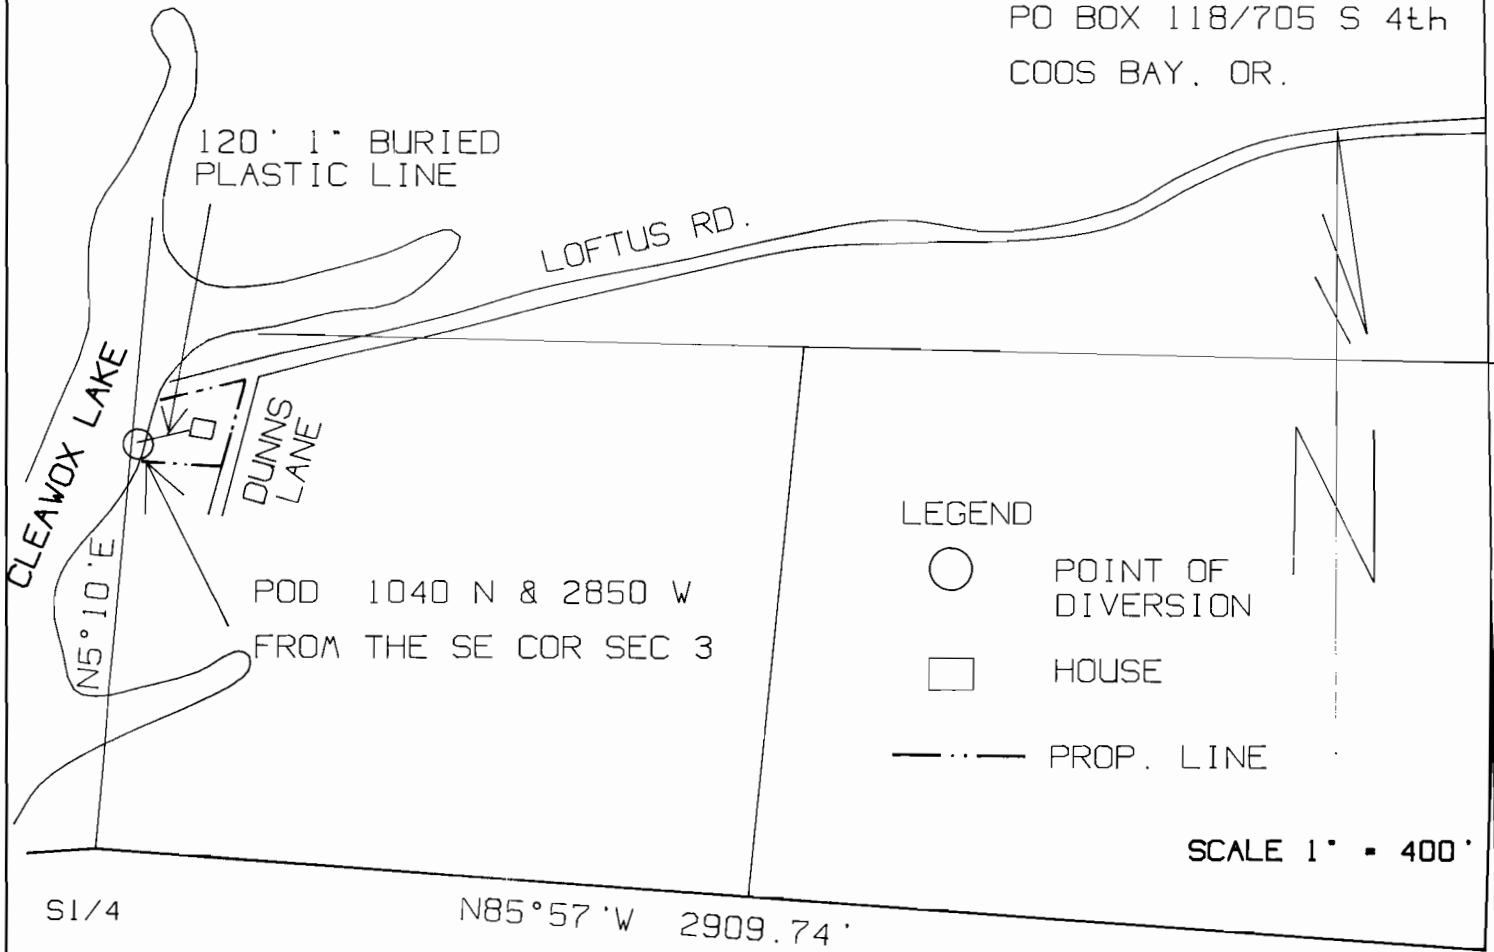 PO BOX 118/705 S 4th
COOS BAY, OR.
120' 1" BURIED
PLASTIC LINE
LOFTUS RD.
CLEAWOX LAKE
DUNNS
LANE
N5°10'E
POD 1040 N & 2850 W
FROM THE SE COR SEC 3
LEGEND
POINT OF
DIVERSION
HOUSE
PROP. LINE
N
SCALE 1" = 400'
S1/4
N85°57'W 2909.74'